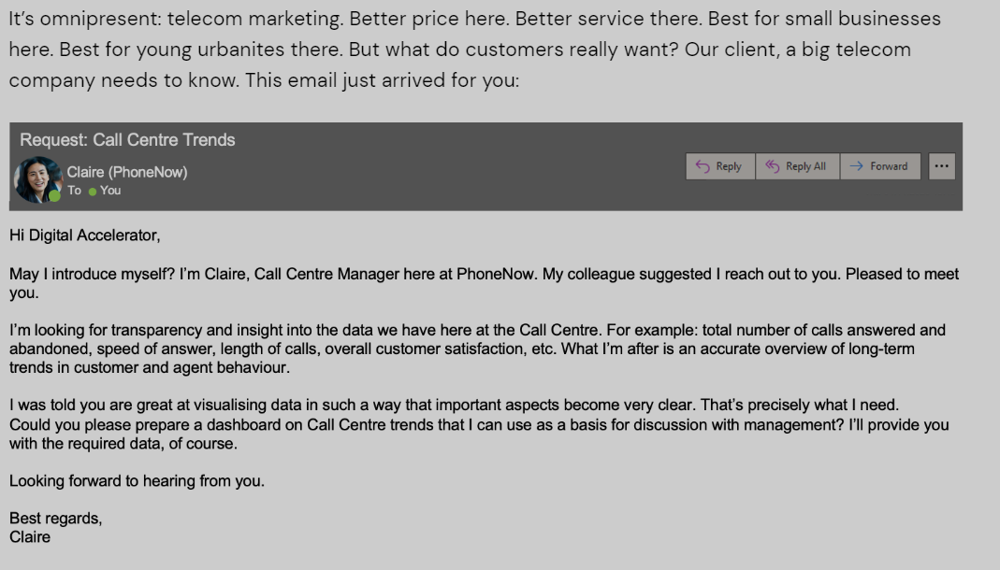 It's omnipresent: telecom marketing. Better price here. Better service there. Best for small businesses
here. Best for young urbanites there. But what do customers really want? Our client, a big telecom
company needs to know. This email just arrived for you:
Request: Call Centre Trends
Claire (PhoneNow)
To You
Reply
Reply All
Forward
Hi Digital Accelerator,
May I introduce myself? I'm Claire, Call Centre Manager here at PhoneNow. My colleague suggested I reach out to you. Pleased to meet
you.
I'm looking for transparency and insight into the data we have here at the Call Centre. For example: total number of calls answered and
abandoned, speed of answer, length of calls, overall customer satisfaction, etc. What I'm after is an accurate overview of long-term
trends in customer and agent behaviour.
I was told you are great at visualising data in such a way that important aspects become very clear. That's precisely what I need.
Could you please prepare a dashboard on Call Centre trends that I can use as a basis for discussion with management? I'll provide you
with the required data, of course.
Looking forward to hearing from you.
Best regards,
Claire